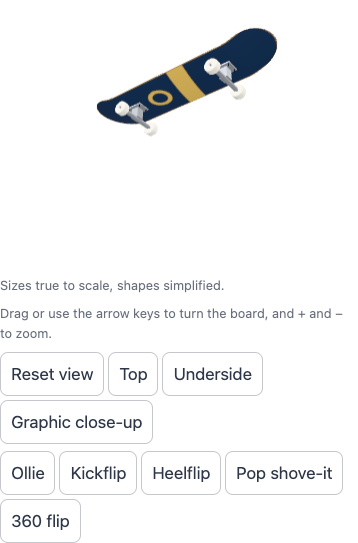 Sizes true to scale, shapes simplified.
Drag or use the arrow keys to turn the board, and + and –
to zoom.
Reset view
Top
Underside
Graphic close-up
Ollie
Kickflip
Heelflip
Pop shove-it
360 flip